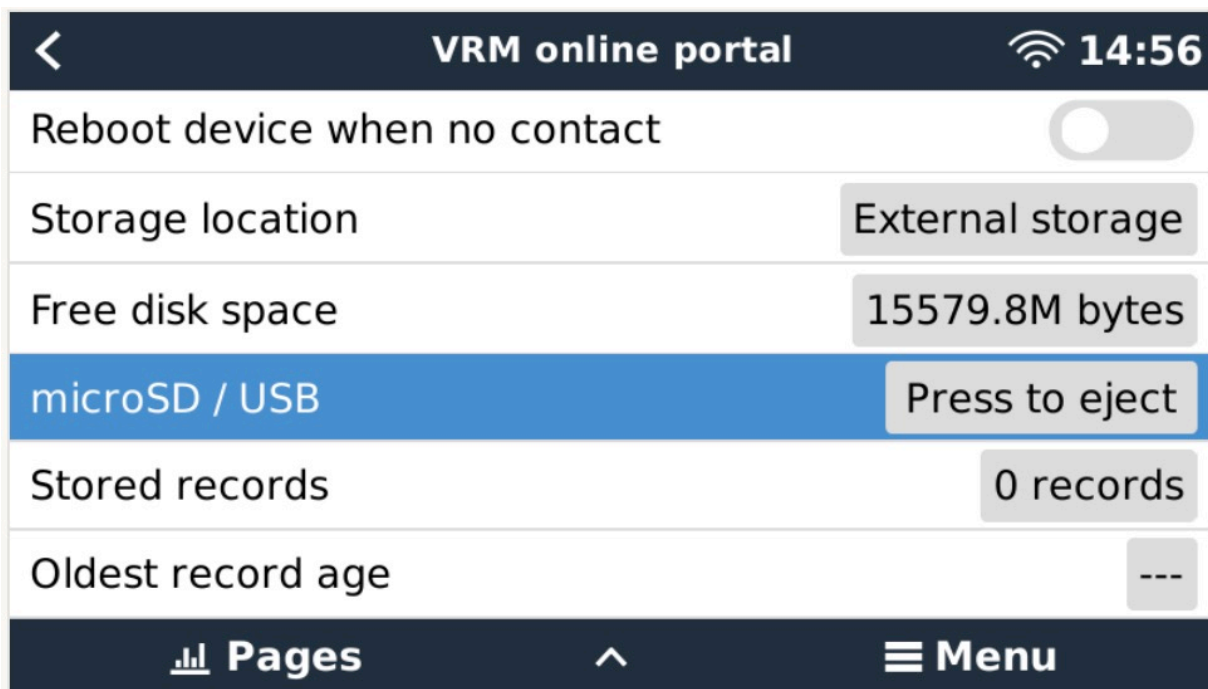 VRM online portal 14:56
Reboot device when no contact
Storage location External storage
Free disk space 15579.8M bytes
microSD / USB Press to eject
Stored records 0 records
Oldest record age ---
Pages Menu